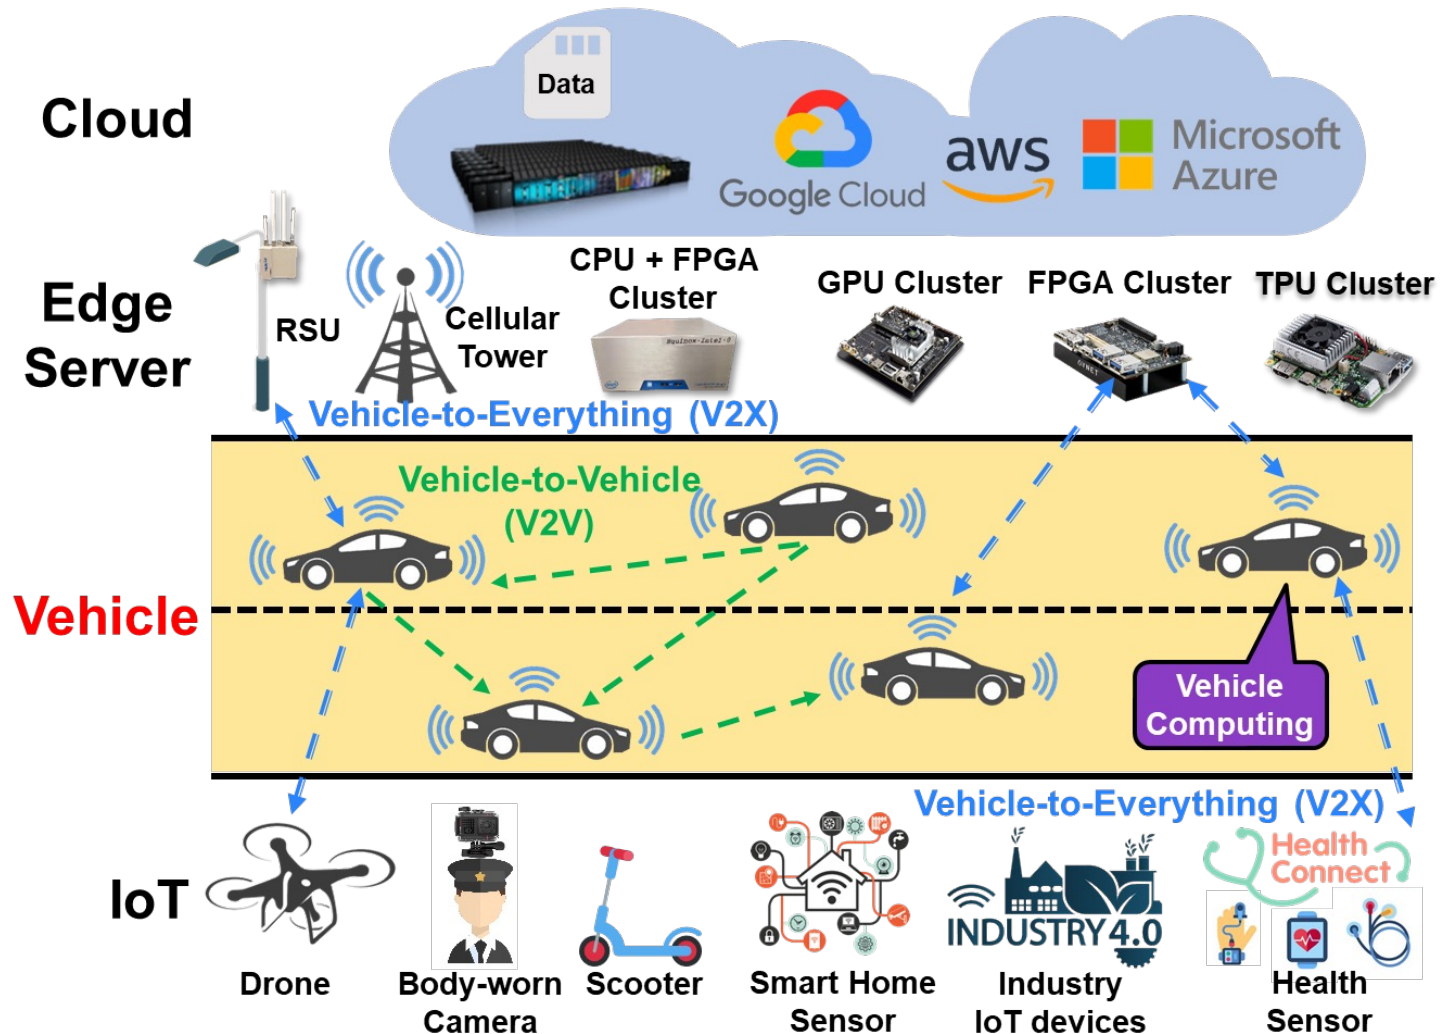 Cloud
Data
Google Cloud
aws
Microsoft
Azure
Edge
Server
RSU
Cellular
Tower
CPU + FPGA
Cluster
GPU Cluster
FPGA Cluster
TPU Cluster
Vehicle-to-Everything (V2X)
Vehicle-to-Vehicle
(V2V)
Vehicle
Vehicle
Computing
Vehicle-to-Everything (V2X)
IoT
INDUSTRY 4.0
Health
Connect
Drone
Body-worn
Camera
Scooter
Smart Home
Sensor
Industry
IoT devices
Health
Sensor